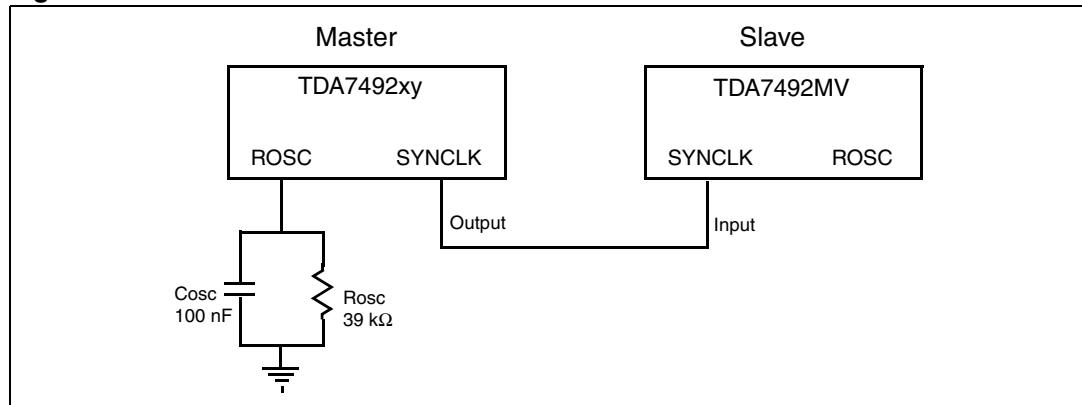 Master
Slave
TDA7492xy
TDA7492MV
ROSC
SYNCLK
SYNCLK
ROSC
Output
Input
Cosc
100 nF
Rosc
39 kΩ